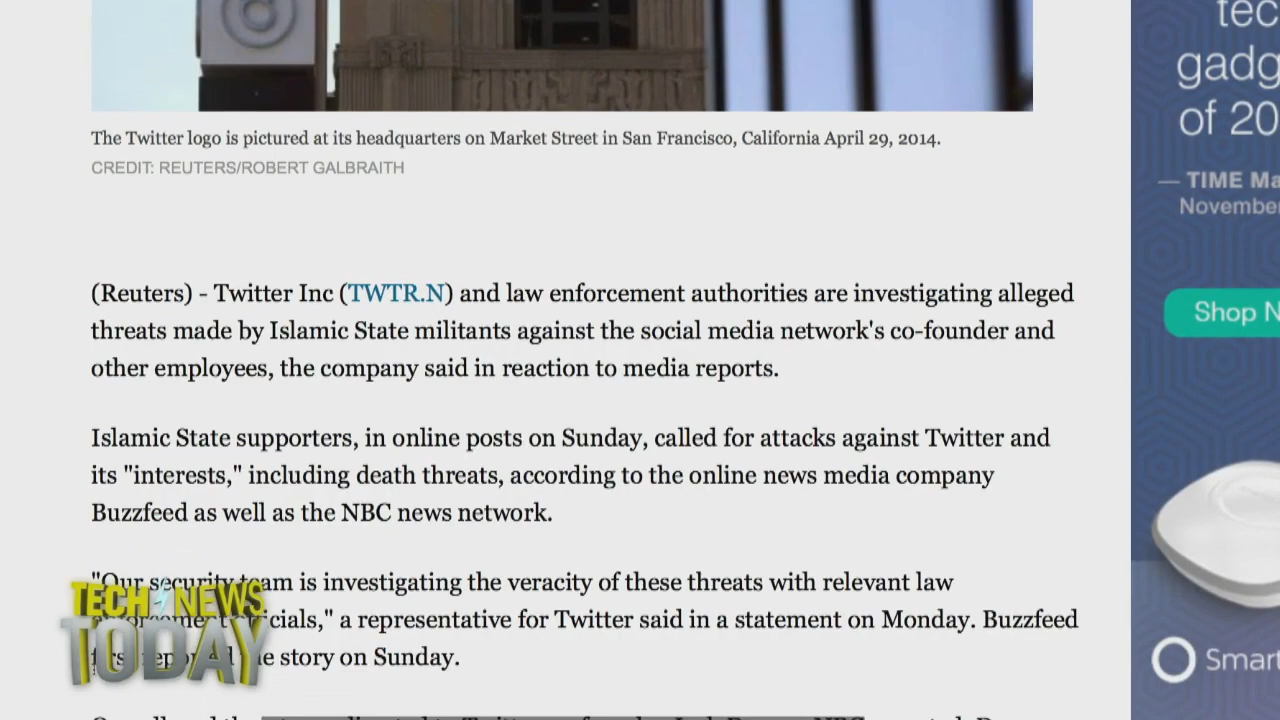 The Twitter logo is pictured at its headquarters on Market Street in San Francisco, California April 29, 2014.
CREDIT: REUTERS/ROBERT GALBRAITH
(Reuters) - Twitter Inc (TWTR.N) and law enforcement authorities are investigating alleged
threats made by Islamic State militants against the social media network's co-founder and
other employees, the company said in reaction to media reports.
Islamic State supporters, in online posts on Sunday, called for attacks against Twitter and
its "interests," including death threats, according to the online news media company
Buzzfeed as well as the NBC news network.
"Our security team is investigating the veracity of these threats with relevant law
officials," a representative for Twitter said in a statement on Monday. Buzzfeed
the story on Sunday.
TECH NEWS
TODAY
tec
gadg
of 20
— TIME Ma
November
Shop N
Smart